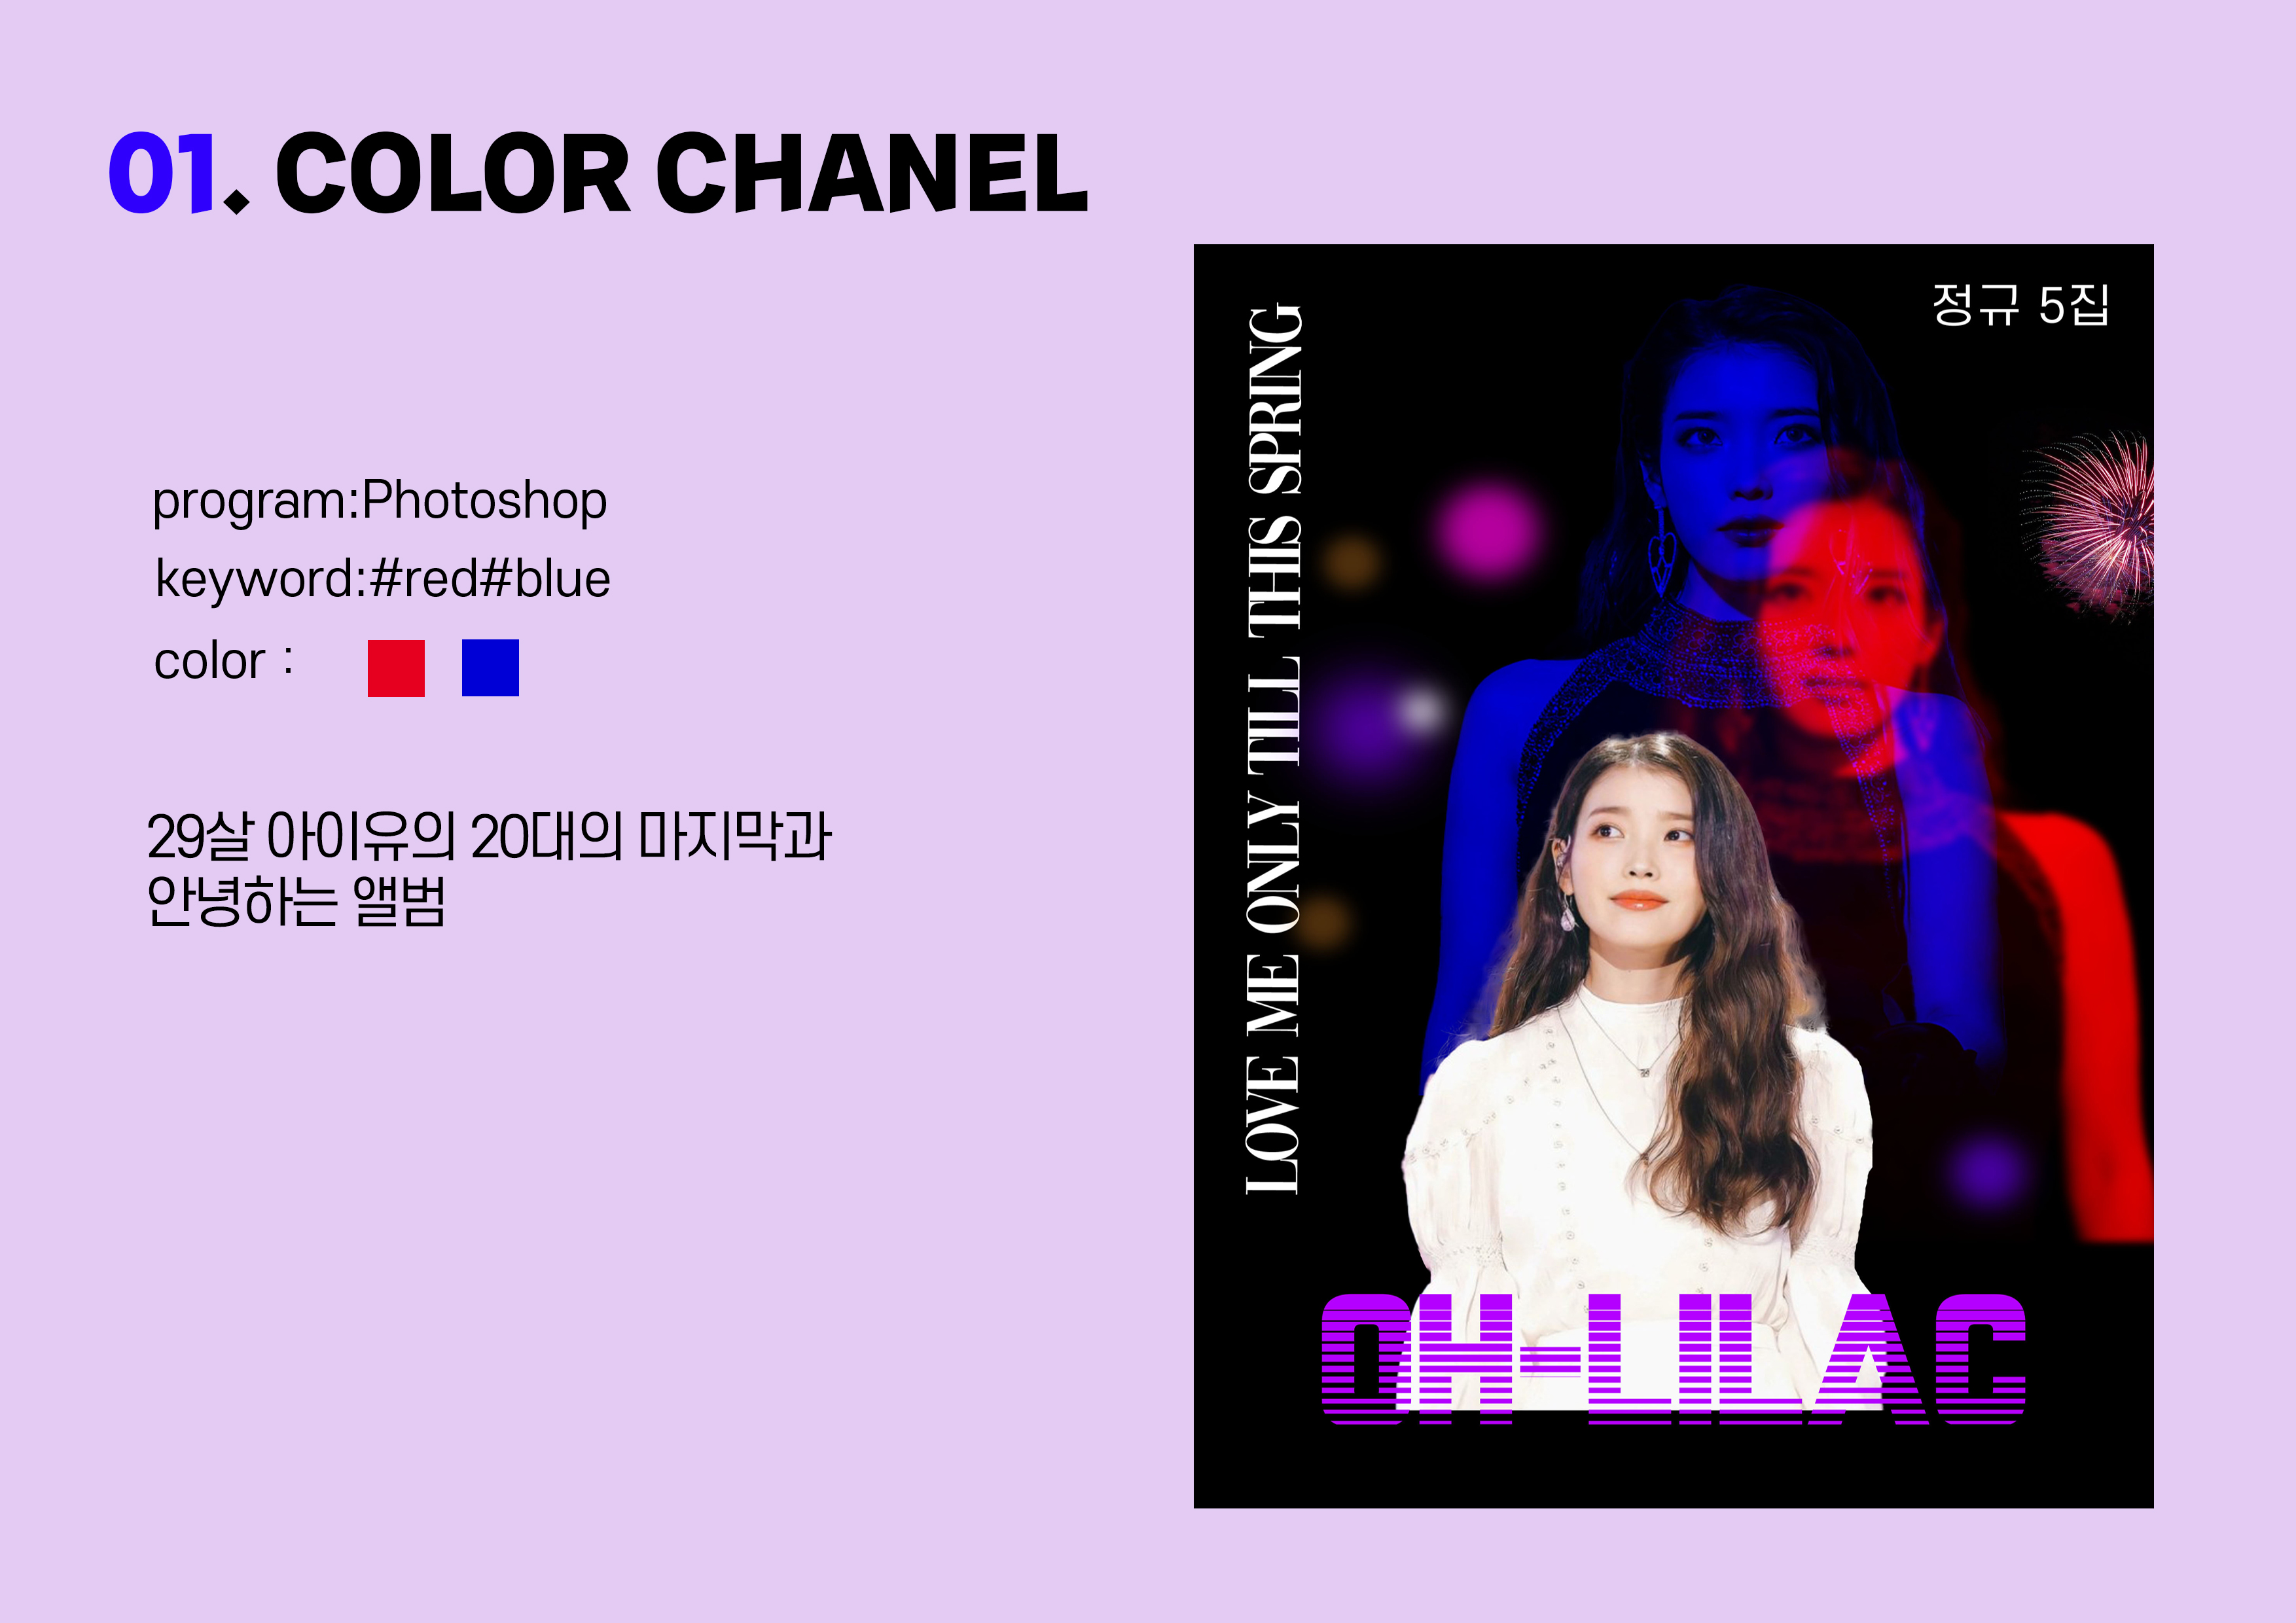 01. COLOR CHANEL
program:Photoshop
keyword:#red#blue
color :
29살 아이유의 20대의 마지막과
안녕하는 앨범
정규 5집
LOVE ME ONLY TILL THIS SPRING
OH-LILAC